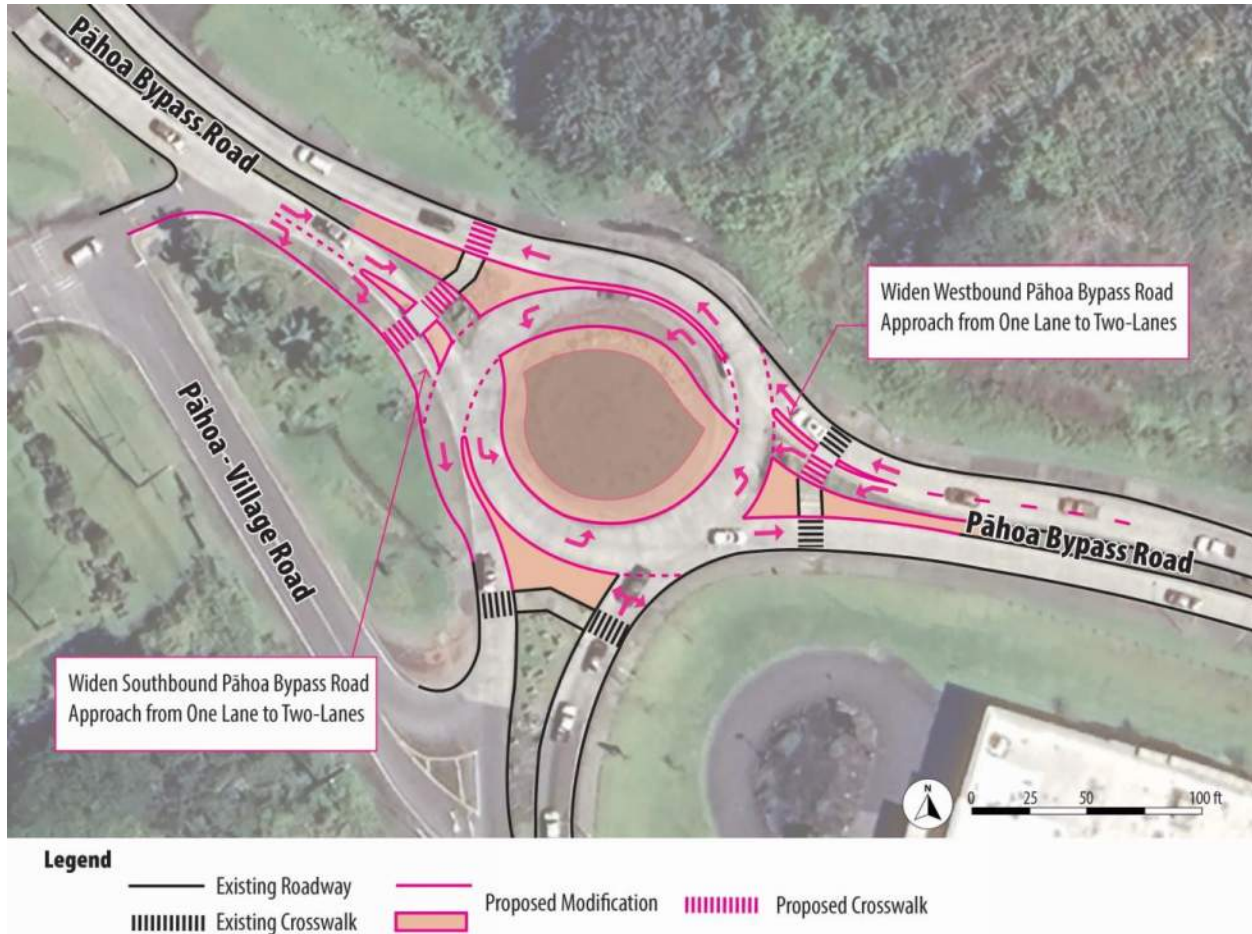 Pāhoa Bypass Road
Widen Westbound Pāhoa Bypass Road
Approach from One Lane to Two-Lanes
Pāhoa - Village Road
Pāhoa Bypass Road
Widen Southbound Pāhoa Bypass Road
Approach from One Lane to Two-Lanes
N
0 25 50 100 ft
Legend
Existing Roadway
Existing Crosswalk
Proposed Modification
Proposed Crosswalk